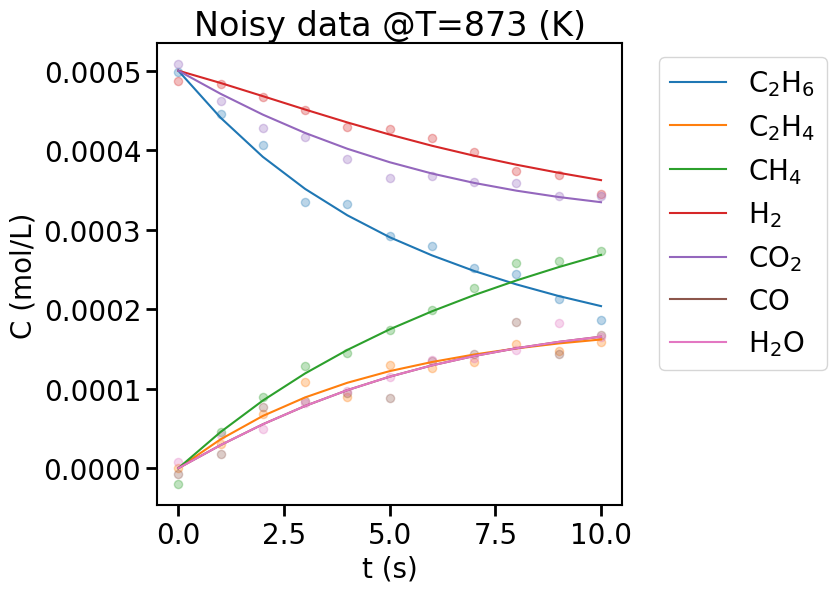 Noisy data @T=873 (K)
C (mol/L)
0.0005
0.0004
0.0003
0.0002
0.0001
0.0000
0.0 2.5 5.0 7.5 10.0
t (s)
C₂H₆
C₂H₄
CH₄
H₂
CO₂
CO
H₂O